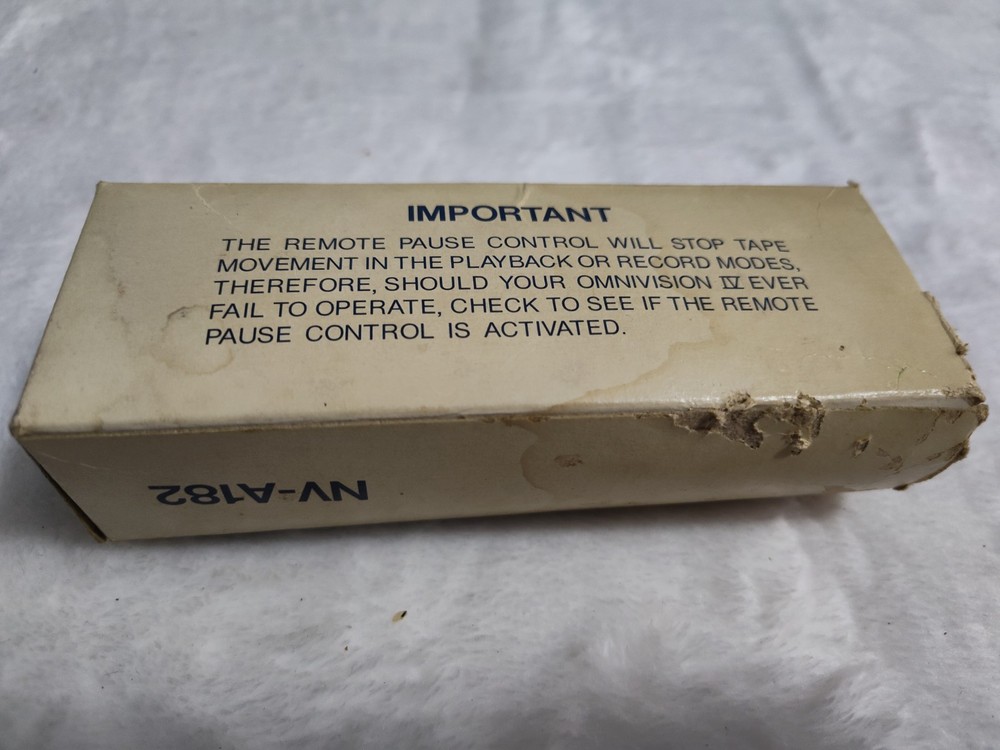 IMPORTANT
THE REMOTE PAUSE CONTROL WILL STOP TAPE
MOVEMENT IN THE PLAYBACK OR RECORD MODES,
THEREFORE, SHOULD YOUR OMNIVISION IV EVER
FAIL TO OPERATE, CHECK TO SEE IF THE REMOTE
PAUSE CONTROL IS ACTIVATED.
NV-A182